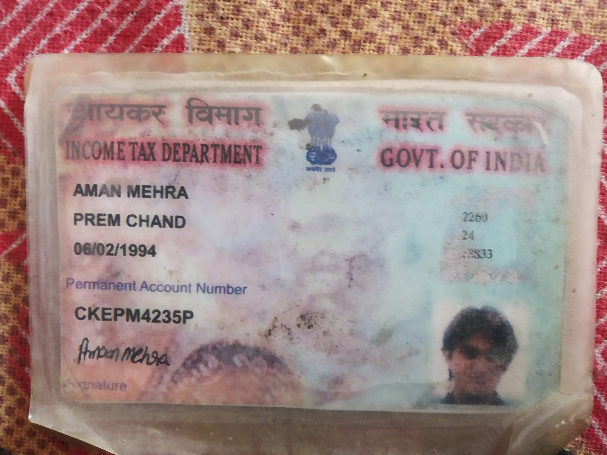 आयकर विभाग
भारत सरकार
INCOME TAX DEPARTMENT
GOVT. OF INDIA
AMAN MEHRA
PREM CHAND
06/02/1994
2260
24
Permanent Account Number
CKEPM4235P
Aman Mehra
Signature